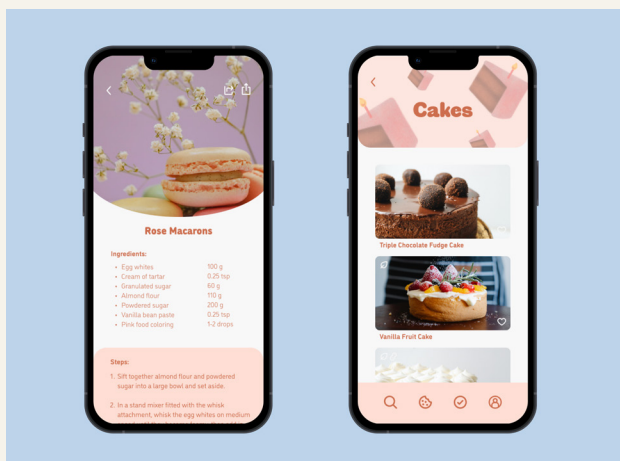 Rose Macarons
Ingredients:
• Egg whites 100 g
• Cream of tartar 0.25 tsp
• Granulated sugar 60 g
• Almond flour 110 g
• Powdered sugar 200 g
• Vanilla bean paste 0.25 tsp
• Pink food coloring 1-2 drops
Steps:
1. Sift together almond flour and powdered
sugar into a large bowl and set aside.
2. In a stand mixer fitted with the whisk
attachment, whisk the egg whites on medium
Cakes
Triple Chocolate Fudge Cake
Vanilla Fruit Cake